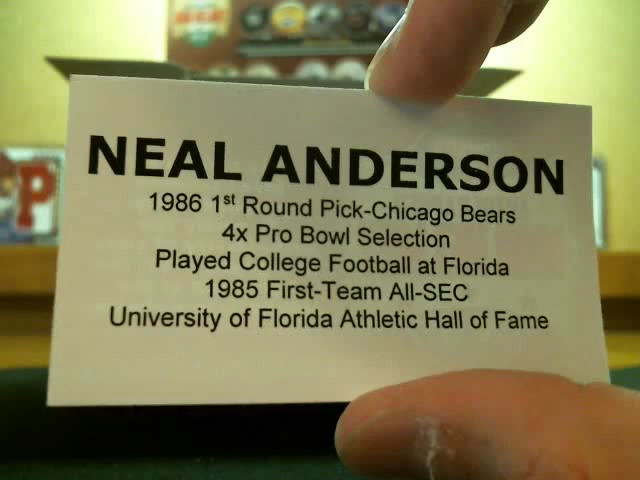 NEAL ANDERSON
1986 1st Round Pick-Chicago Bears
4x Pro Bowl Selection
Played College Football at Florida
1985 First-Team All-SEC
University of Florida Athletic Hall of Fame
P